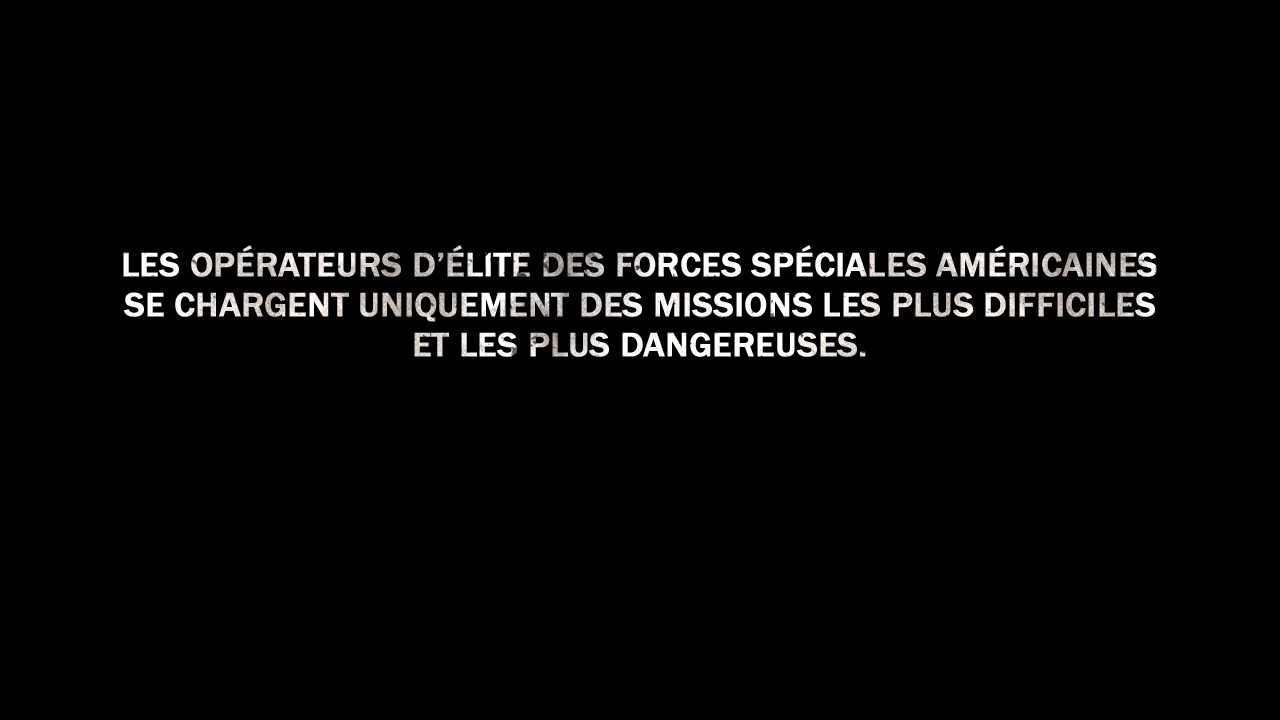 LES OPÉRATEURS D’ÉLITE DES FORCES SPÉCIALES AMÉRICAINES
SE CHARGENT UNIQUEMENT DES MISSIONS LES PLUS DIFFICILES
ET LES PLUS DANGEREUSES.